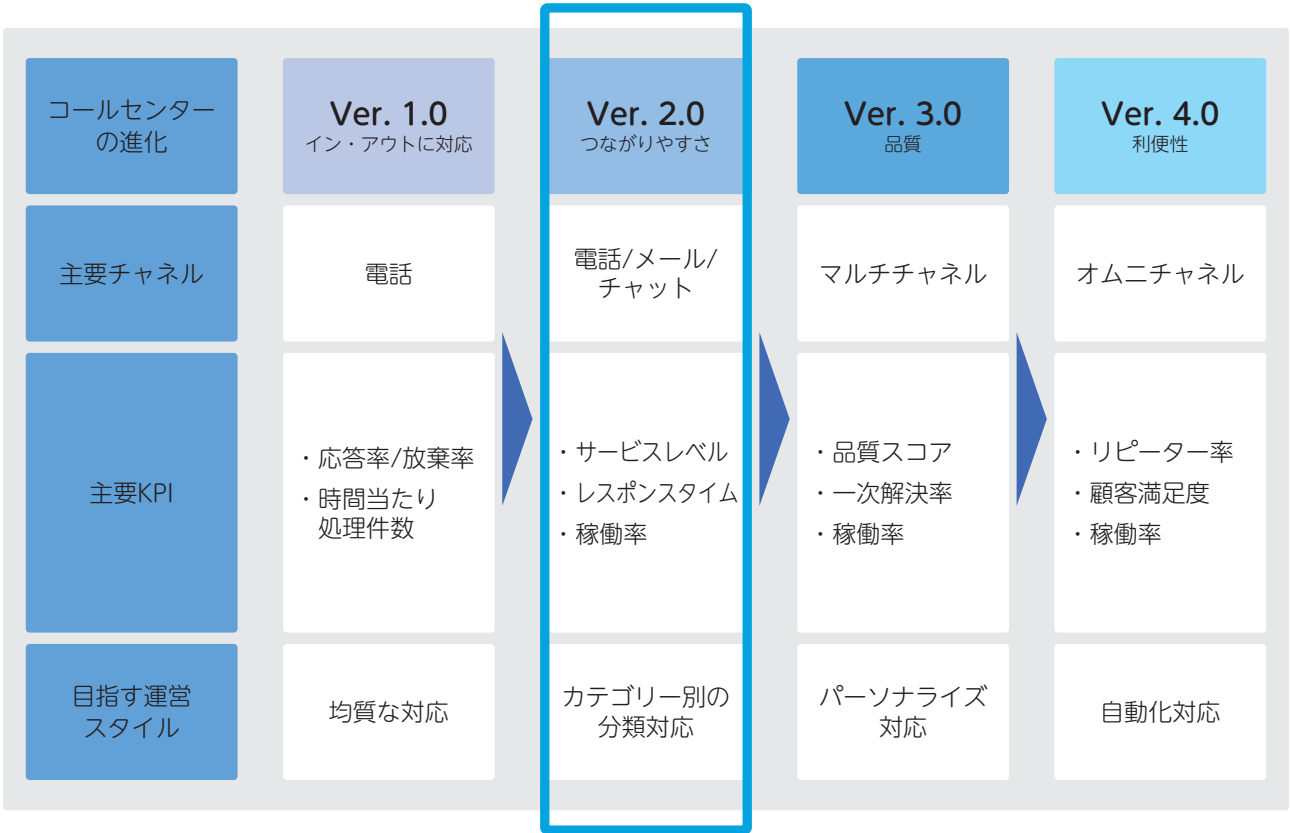 コールセンター
の進化
Ver. 1.0
イン・アウトに対応
Ver. 2.0
つながりやすさ
Ver. 3.0
品質
Ver. 4.0
利便性
主要チャネル
電話
電話/メール/
チャット
マルチチャネル
オムニチャネル
主要KPI
・応答率/放棄率
・時間当たり
処理件数
・サービスレベル
・レスポンスタイム
・稼働率
・品質スコア
・一次解決率
・稼働率
・リピーター率
・顧客満足度
・稼働率
目指す運営
スタイル
均質な対応
カテゴリー別の
分類対応
パーソナライズ
対応
自動化対応